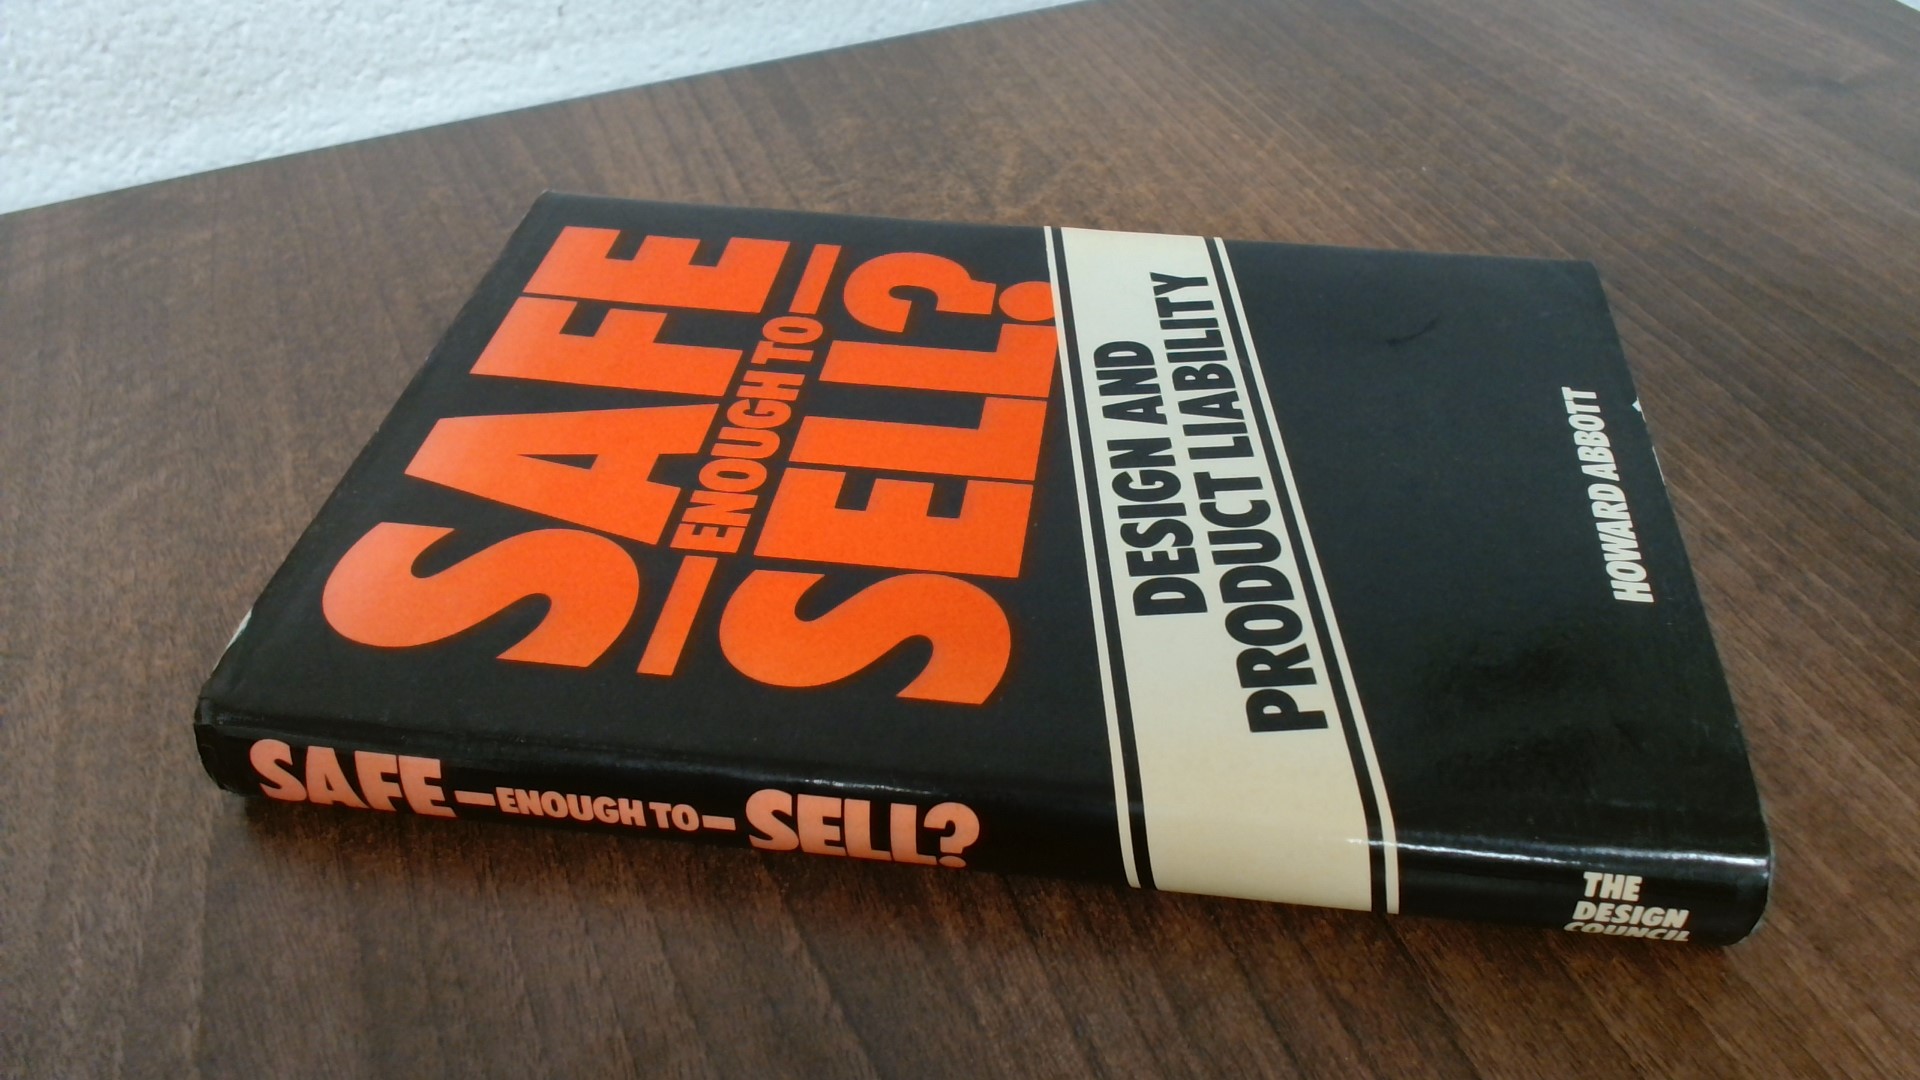 SAFE
—ENOUGH TO—
SELL?
DESIGN AND
PRODUCT LIABILITY
HOWARD ABBOTT
SAFE —ENOUGH TO— SELL?
THE
DESIGN
COUNCIL